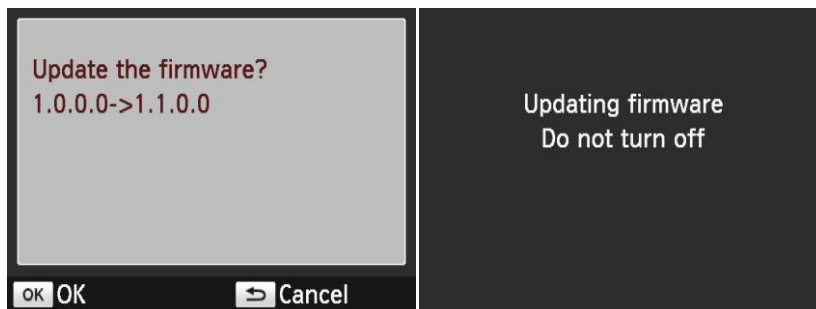 Update the firmware?
1.0.0.0->1.1.0.0
OK OK
Cancel
Updating firmware
Do not turn off